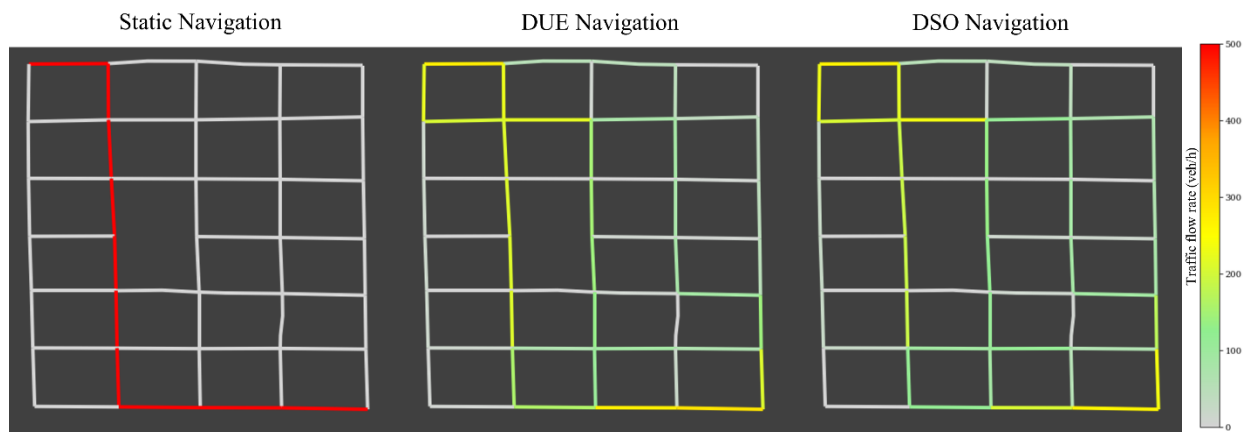 Static Navigation
DUE Navigation
DSO Navigation
500
400
300
200
100
0
Traffic flow rate (veh/h)